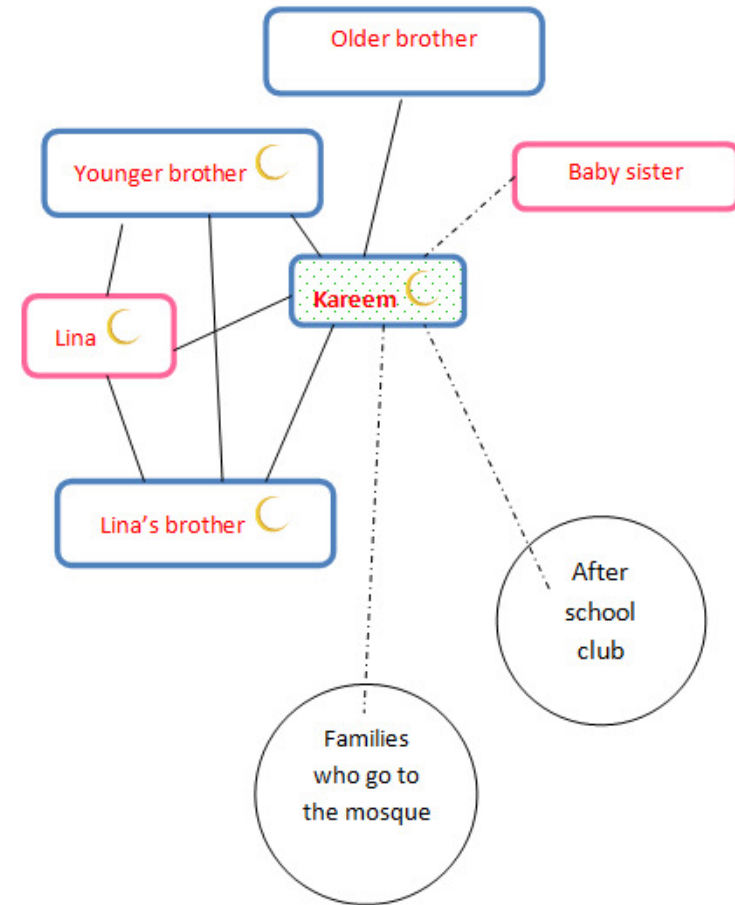 Older brother
Younger brother
Baby sister
Kareem
Lina
Lina’s brother
After
school
club
Families
who go to
the mosque